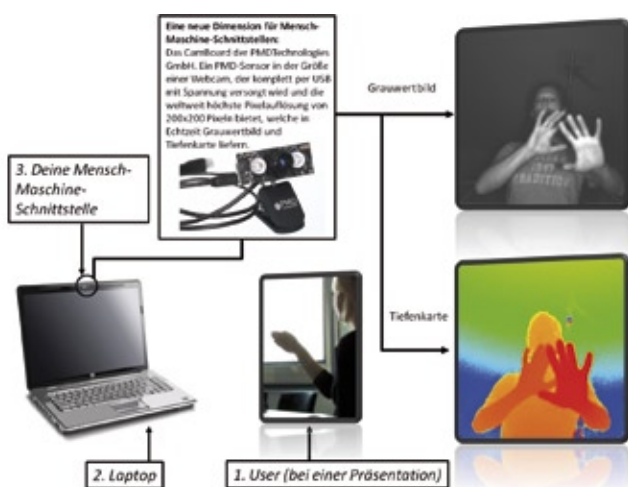 Eine neue Dimension für Mensch-
Maschine-Schnittstellen:
Das CamBoard der PMDTechnologies
GmbH. Ein PMD-Sensor in der Größe
einer Webcam, der komplett per USB
mit Spannung versorgt wird und die
weltweit höchste Pixelauflösung von
200x200 Pixeln bietet, welche in
Echtzeit Grauwertbild und
Tiefenkarte liefern.
Grauwertbild
3. Deine Mensch-
Maschine-
Schnittstelle
PMD
TRADITION
Tiefenkarte
2. Laptop
1. User (bei einer Präsentation)